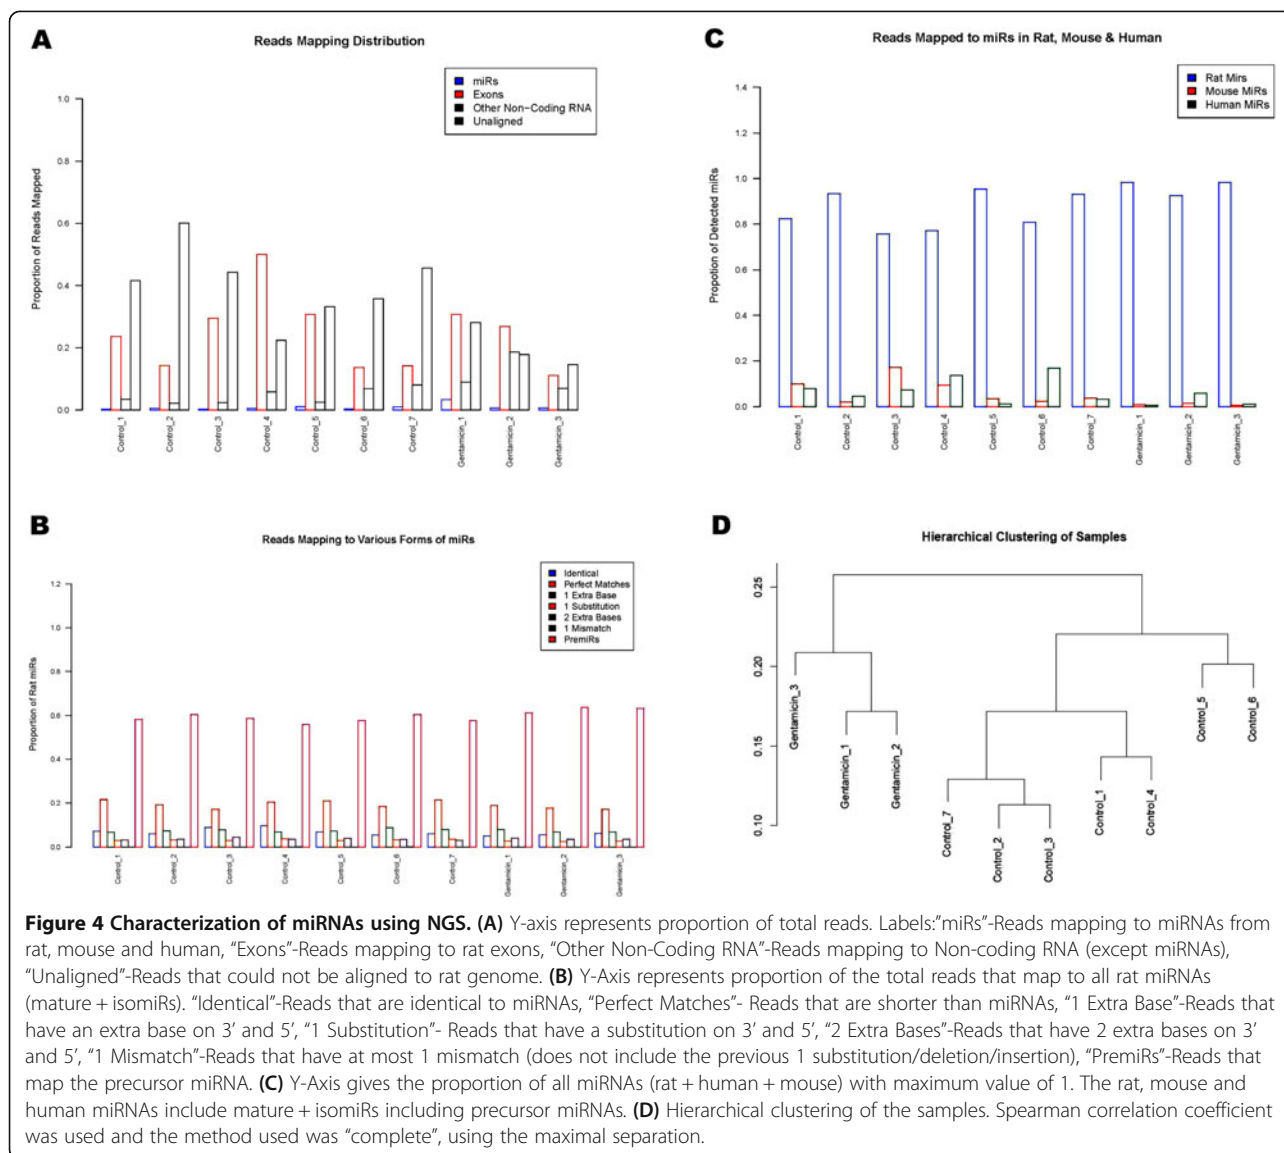 A
Reads Mapping Distribution
miRs
Exons
Other Non-Coding RNA
Unaligned
Proportion of Reads Mapped
1.0
0.8
0.6
0.4
0.2
0.0
Control_1
Control_2
Control_3
Control_4
Control_5
Control_6
Control_7
Gentamicin_1
Gentamicin_2
Gentamicin_3
B
Reads Mapping to Various Forms of miRs
Identical
Perfect Matches
1 Extra Base
1 Substitution
2 Extra Bases
1 Mismatch
PremiRs
Proportion of Rat miRs
1.2
1.0
0.8
0.6
0.4
0.2
0.0
Control_1
Control_2
Control_3
Control_4
Control_5
Control_6
Control_7
Gentamicin_1
Gentamicin_2
Gentamicin_3
C
Reads Mapped to miRs in Rat, Mouse & Human
Rat Mirs
Mouse MiRs
Human MiRs
Propotion of Detected miRs
1.4
1.2
1.0
0.8
0.6
0.4
0.2
0.0
Control_1
Control_2
Control_3
Control_4
Control_5
Control_6
Control_7
Gentamicin_1
Gentamicin_2
Gentamicin_3
D
Hierarchical Clustering of Samples
0.25
0.20
0.15
0.10
Gentamicin_3
Gentamicin_1
Gentamicin_2
Control_7
Control_2
Control_3
Control_1
Control_4
Control_5
Control_6
Figure 4 Characterization of miRNAs using NGS. (A) Y-axis represents proportion of total reads. Labels:”miRs”-Reads mapping to miRNAs from
rat, mouse and human, “Exons”-Reads mapping to rat exons, “Other Non-Coding RNA”-Reads mapping to Non-coding RNA (except miRNAs),
“Unaligned”-Reads that could not be aligned to rat genome. (B) Y-Axis represents proportion of the total reads that map to all rat miRNAs
(mature + isomiRs). “Identical”-Reads that are identical to miRNAs, “Perfect Matches”- Reads that are shorter than miRNAs, “1 Extra Base”-Reads that
have an extra base on 3’ and 5’, “1 Substitution”- Reads that have a substitution on 3’ and 5’, “2 Extra Bases”-Reads that have 2 extra bases on 3’
and 5’, “1 Mismatch”-Reads that have at most 1 mismatch (does not include the previous 1 substitution/deletion/insertion), “PremiRs”-Reads that
map the precursor miRNA. (C) Y-Axis gives the proportion of all miRNAs (rat + human + mouse) with maximum value of 1. The rat, mouse and
human miRNAs include mature + isomiRs including precursor miRNAs. (D) Hierarchical clustering of the samples. Spearman correlation coefficient
was used and the method used was “complete”, using the maximal separation.